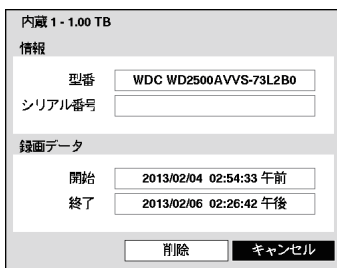 内蔵 1 - 1.00 TB
情報
型番 WDC WD2500AVVS-73L2B0
シリアル番号
録画データ
開始 2013/02/04 02:54:33 午前
終了 2013/02/06 02:26:42 午後
削除 キャンセル